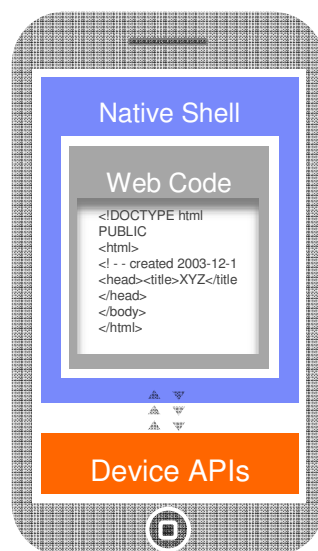 Native Shell
Web Code
<!DOCTYPE html
PUBLIC
<html>
<! - - created 2003-12-1
<head><title>XYZ</title
</head>
</body>
</html>
Device APIs